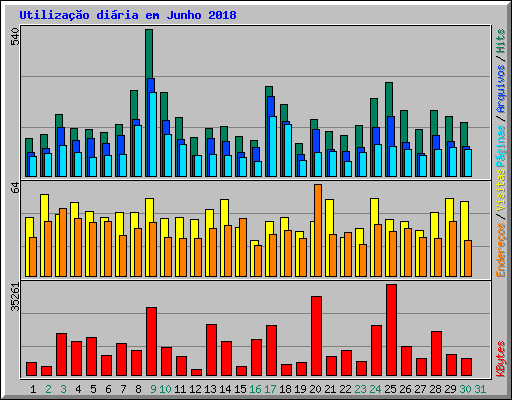 Utilização diária em Junho 2018
540
64
35261
Hits
/
Arquivos
/
Páginas
Visitas
/
Endereços
KBytes
1 2 3 4 5 6 7 8 9 10 11 12 13 14 15 16 17 18 19 20 21 22 23 24 25 26 27 28 29 30 31